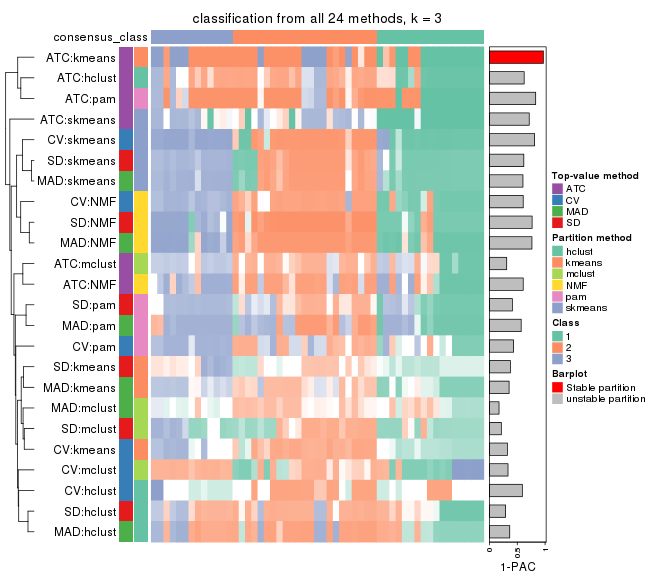 classification from all 24 methods, k = 3
consensus_class
ATC:kmeans
ATC:hclust
ATC:pam
ATC:skmeans
CV:skmeans
SD:skmeans
MAD:skmeans
CV:NMF
SD:NMF
MAD:NMF
ATC:mclust
ATC:NMF
SD:pam
MAD:pam
CV:pam
SD:kmeans
MAD:kmeans
MAD:mclust
SD:mclust
CV:kmeans
CV:mclust
CV:hclust
SD:hclust
MAD:hclust
0 0.5 1
1-PAC
Top-value method
ATC
CV
MAD
SD
Partition method
hclust
kmeans
mclust
NMF
pam
skmeans
Class
1
2
3
Barplot
Stable partition
unstable partition